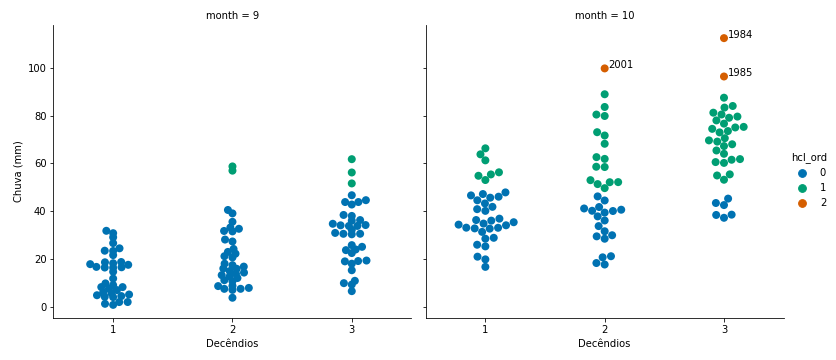 month = 9
month = 10
Chuva (mm)
100
80
60
40
20
0
1984
1985
2001
hcl_ord
0
1
2
1 2 3
1 2 3
Decêndios
Decêndios